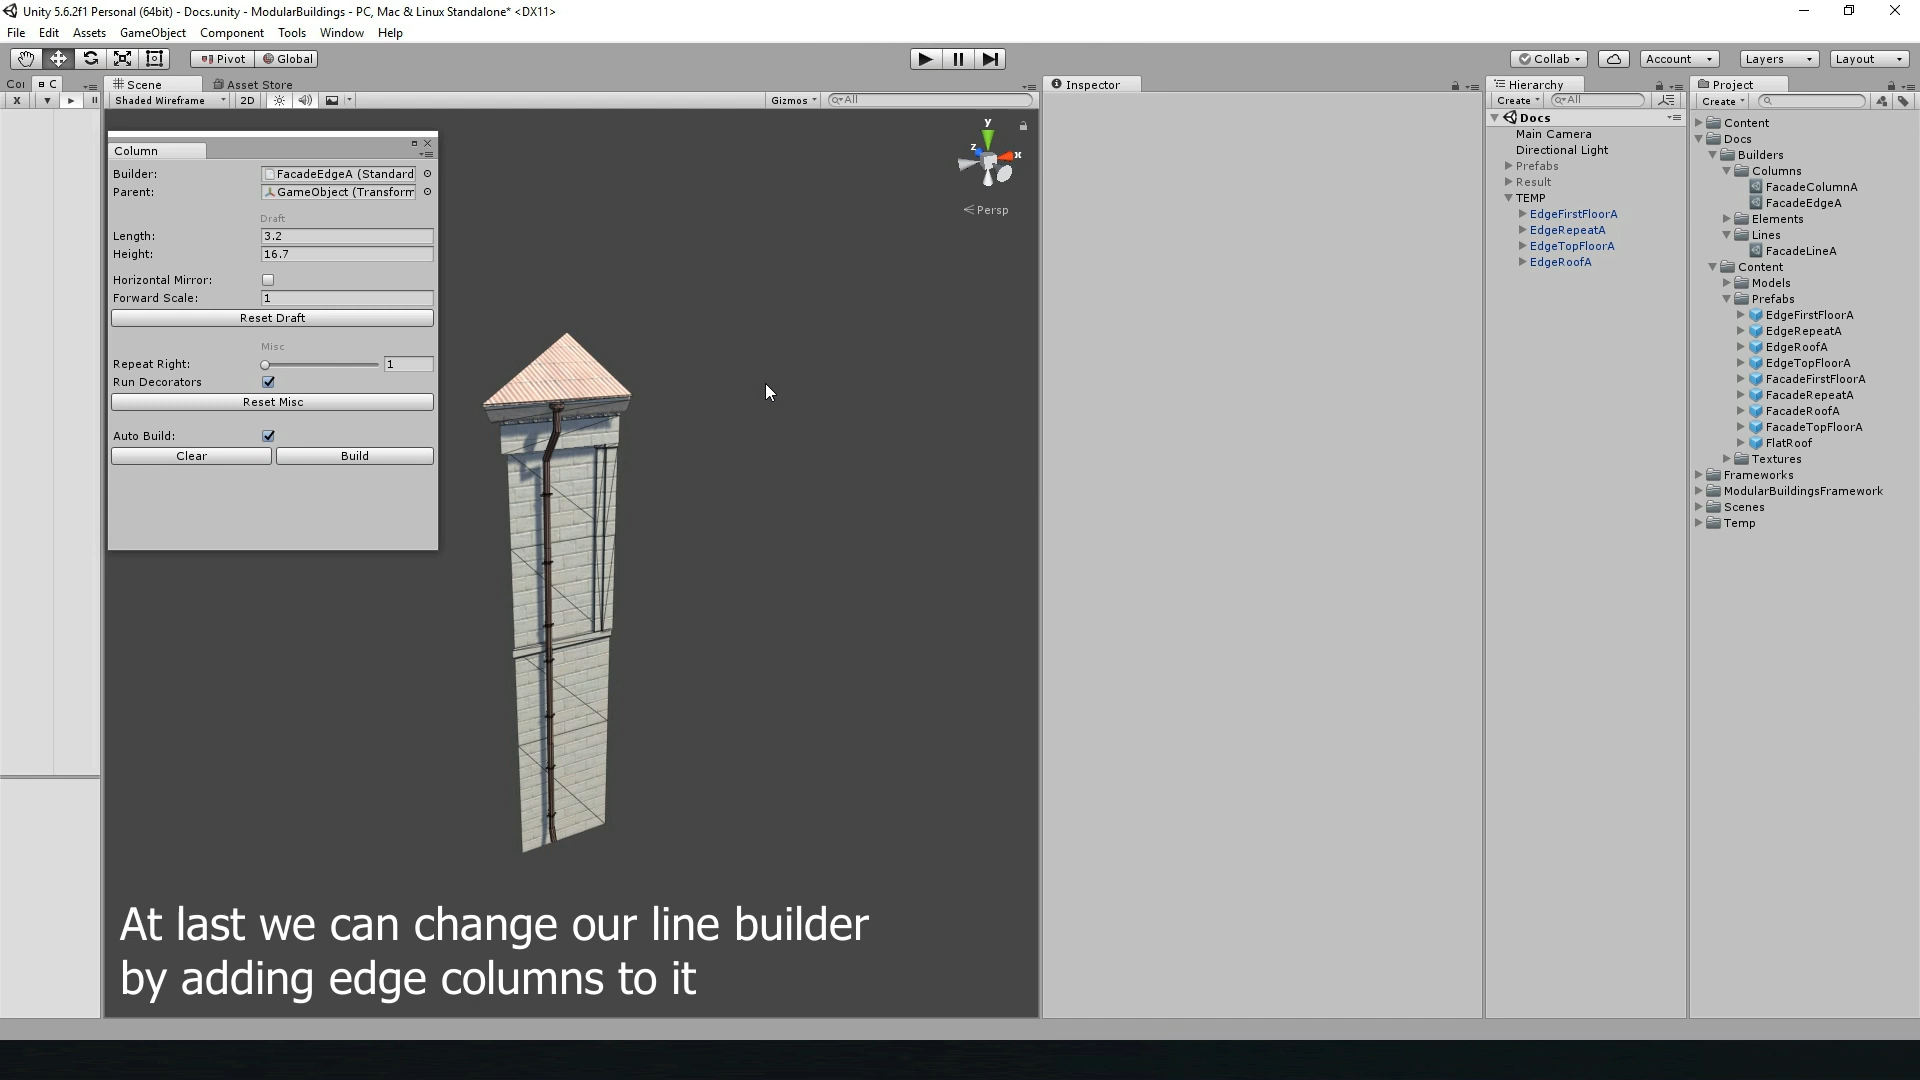 Unity 5.6.2f1 Personal (64bit) - Docs.unity - ModularBuildings - PC, Mac & Linux Standalone* <DX11>
File Edit Assets GameObject Component Tools Window Help
Pivot Global
Collab Account Layers Layout
C
Scene
Asset Store
Inspector
Hierarchy
Project
X
Shaded Wireframe
2D
Gizmos
All
Create
All
Create
Column
Builder: FacadeEdgeA (Standard
Parent: GameObject (Transform
Draft
Length: 3.2
Height: 16.7
Horizontal Mirror:
Forward Scale: 1
Reset Draft
Misc
Repeat Right: 1
Run Decorators
Reset Misc
Auto Build:
Clear Build
y
z
x
Persp
At last we can change our line builder
by adding edge columns to it
Docs
Main Camera
Directional Light
Prefabs
Result
TEMP
EdgeFirstFloorA
EdgeRepeatA
EdgeTopFloorA
EdgeRoofA
Content
Docs
Builders
Columns
FacadeColumnA
FacadeEdgeA
Elements
Lines
FacadeLineA
Content
Models
Prefabs
EdgeFirstFloorA
EdgeRepeatA
EdgeRoofA
EdgeTopFloorA
FacadeFirstFloorA
FacadeRepeatA
FacadeRoofA
FacadeTopFloorA
FlatRoof
Textures
Frameworks
ModularBuildingsFramework
Scenes
Temp